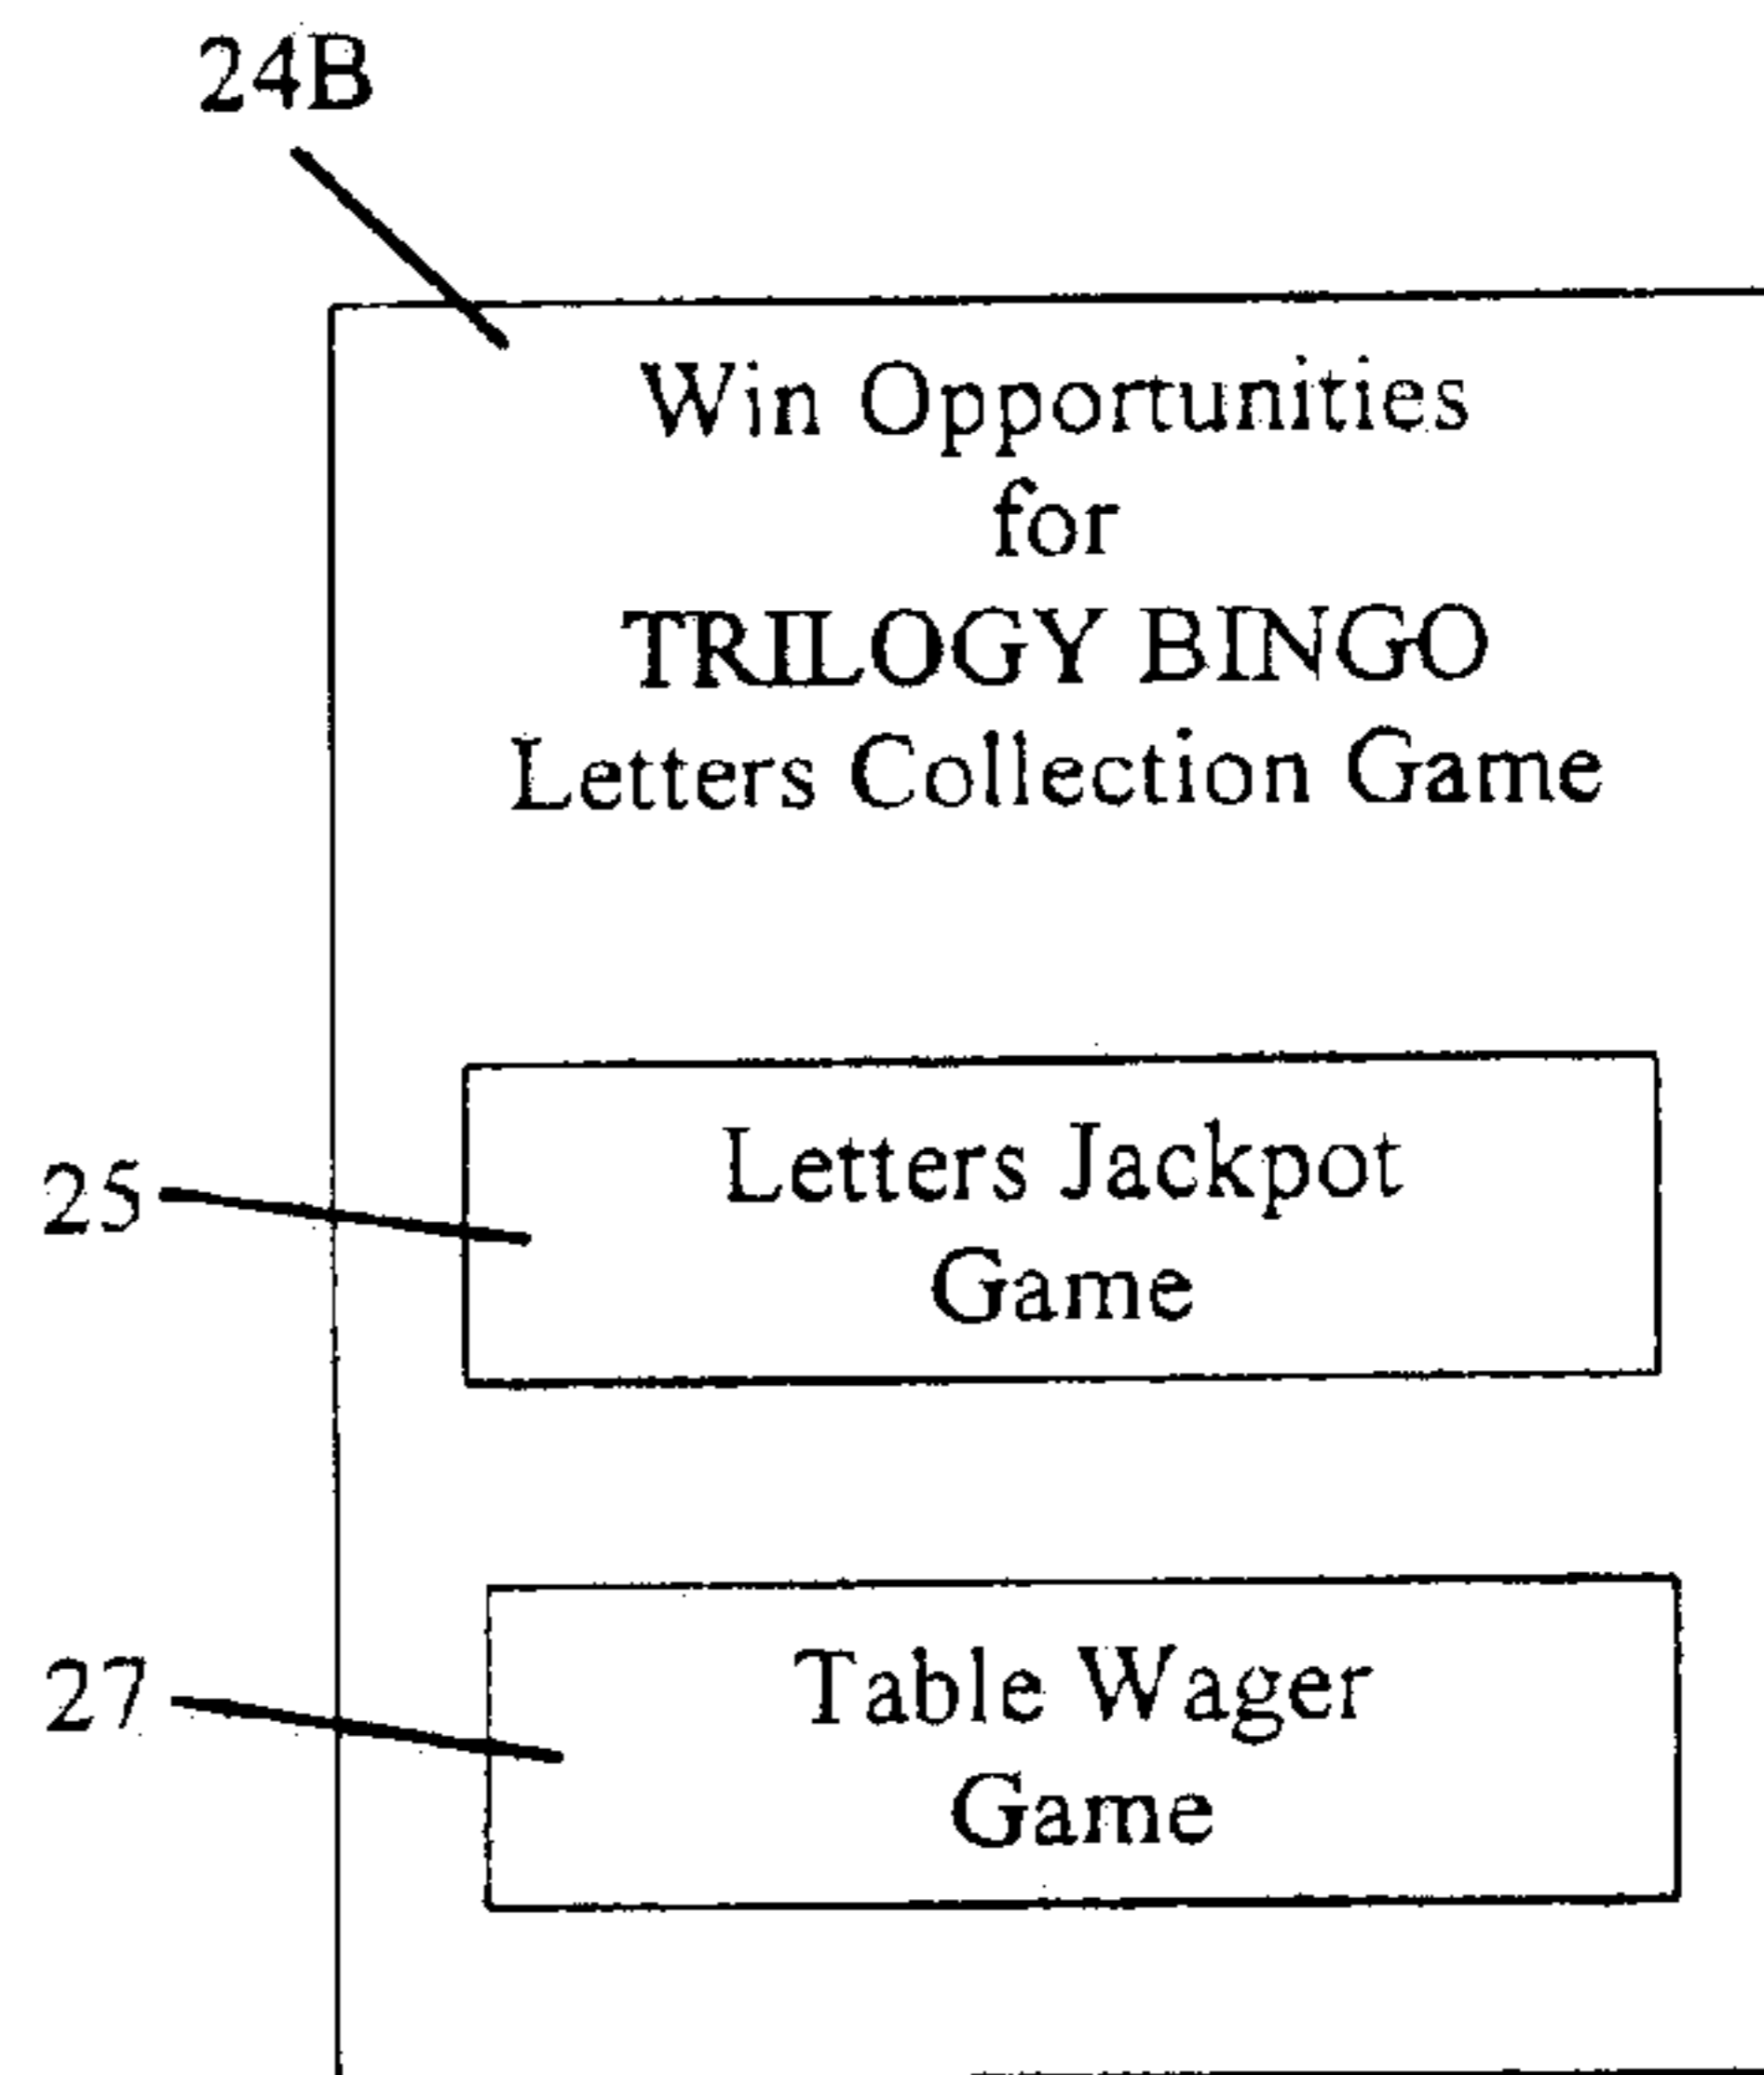 24B
Win Opportunities
for
TRILOGY BINGO
Letters Collection Game
25
Letters Jackpot
Game
27
Table Wager
Game